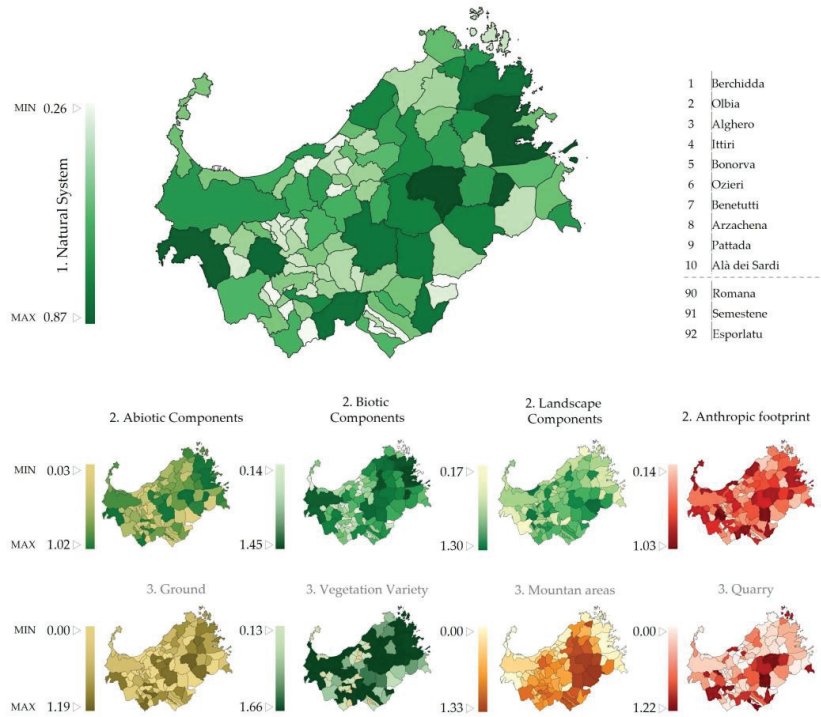 MIN 0.26
1. Natural System
MAX 0.87
1 Berchidda
2 Olbia
3 Alghero
4 Ittiri
5 Bonorva
6 Ozieri
7 Benetutti
8 Arzachena
9 Pattada
10 Alà dei Sardi
90 Romana
91 Semestene
92 Esporlatu
2. Abiotic Components
MIN 0.03
MAX 1.02
2. Biotic
Components
0.14
1.45
2. Landscape
Components
0.17
1.30
2. Anthropic footprint
0.14
1.03
3. Ground
MIN 0.00
MAX 1.19
3. Vegetation Variety
0.13
1.66
3. Mountan areas
0.00
1.33
3. Quarry
0.00
1.22